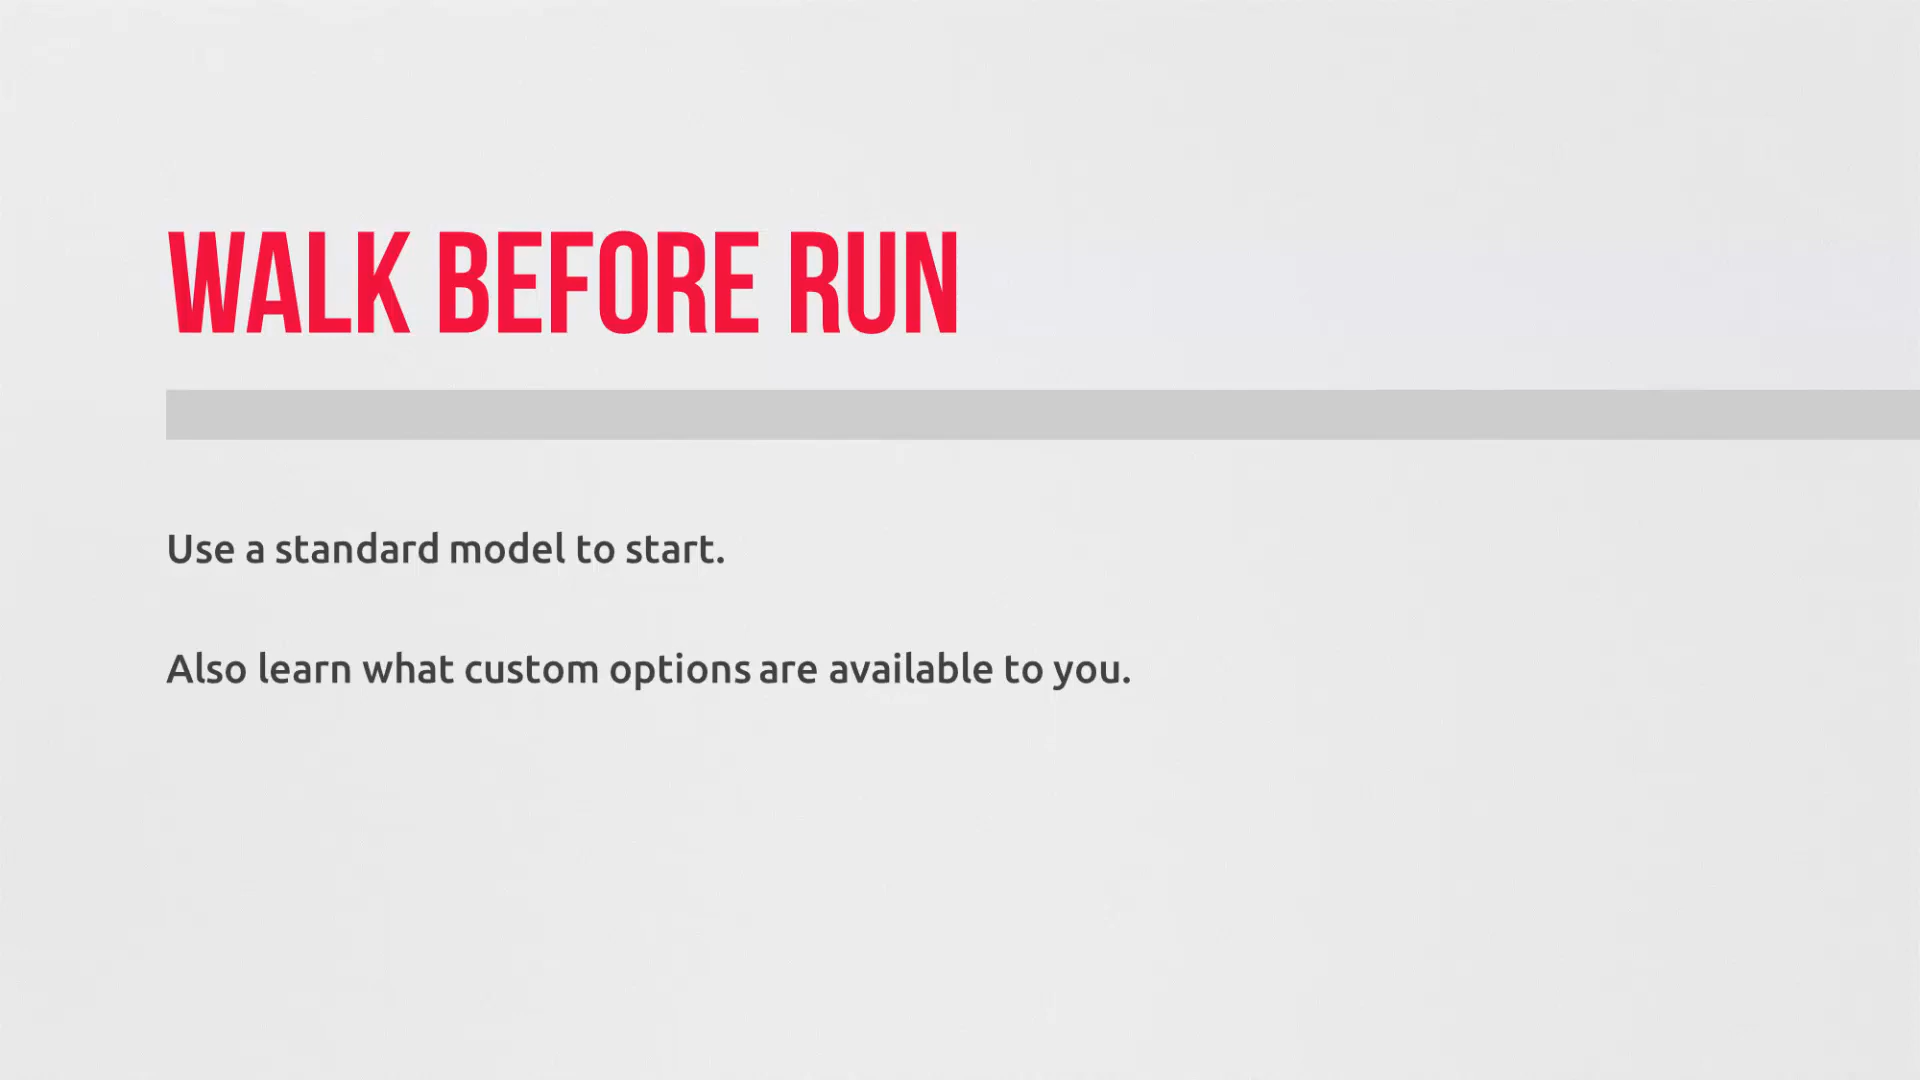 WALK BEFORE RUN
Use a standard model to start.
Also learn what custom options are available to you.